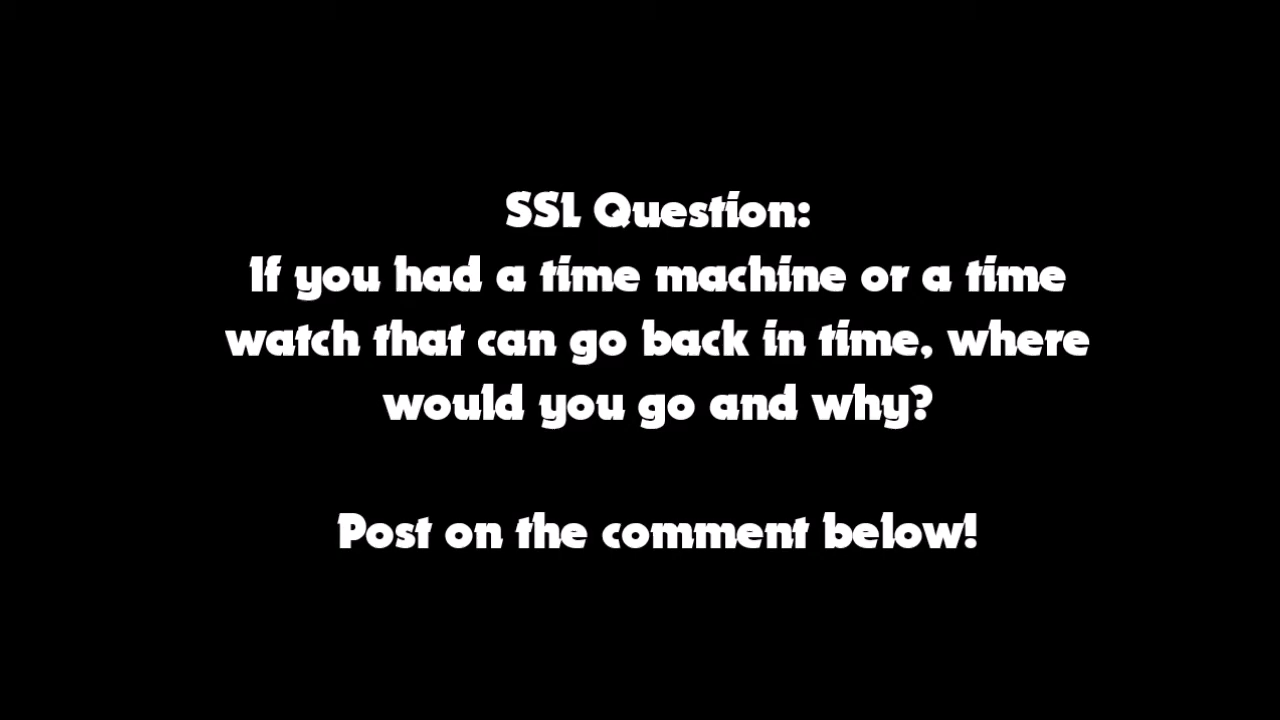 SSL Question:
If you had a time machine or a time
watch that can go back in time, where
would you go and why?
Post on the comment below!